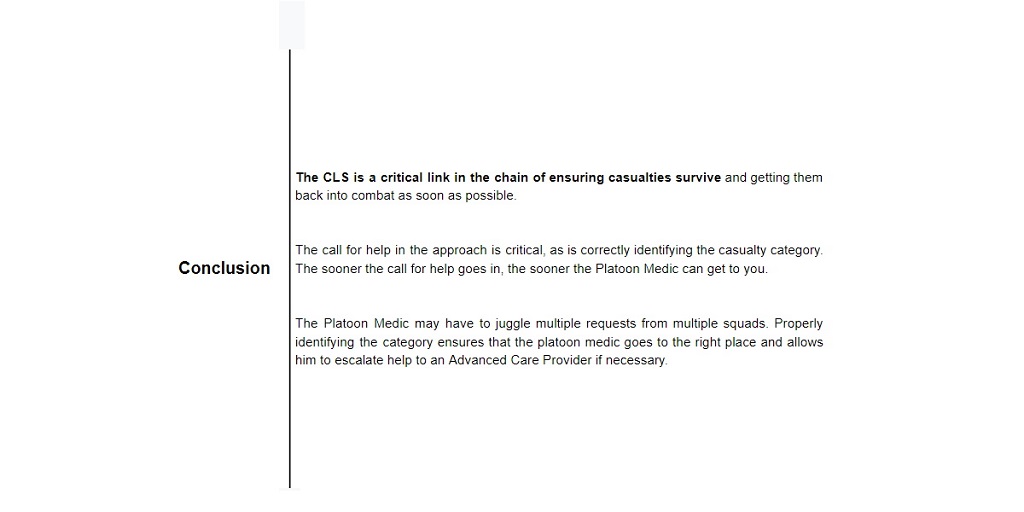 The CLS is a critical link in the chain of ensuring casualties survive and getting them
back into combat as soon as possible.
The call for help in the approach is critical, as is correctly identifying the casualty category.
Conclusion
The sooner the call for help goes in, the sooner the Platoon Medic can get to you.
The Platoon Medic may have to juggle multiple requests from multiple squads. Properly
identifying the category ensures that the platoon medic goes to the right place and allows
him to escalate help to an Advanced Care Provider if necessary.